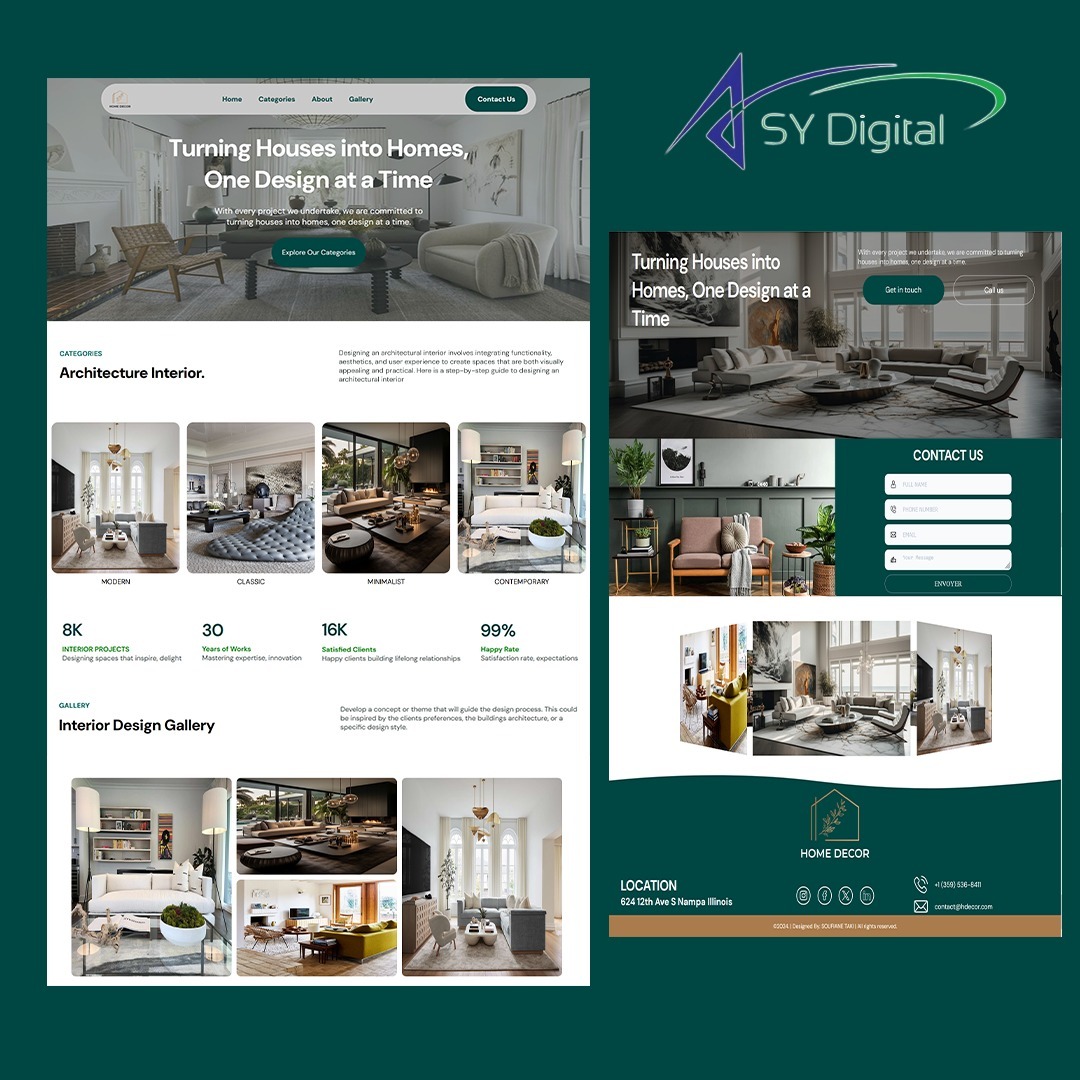 SY Digital
HOME DECOR
Home
Categories
About
Gallery
Contact Us
Turning Houses into Homes,
One Design at a Time
With every project we undertake, we are committed to
turning houses into homes, one design at a time.
Explore Our Categories
CATEGORIES
Architecture Interior.
Designing an architectural interior involves integrating functionality,
aesthetics, and user experience to create spaces that are both visually
appealing and practical. Here is a step-by-step guide to designing an
architectural interior
MODERN
CLASSIC
MINIMALIST
CONTEMPORARY
8K
INTERIOR PROJECTS
Designing spaces that inspire, delight
30
Years of Works
Mastering expertise, innovation
16K
Satisfied Clients
Happy clients building lifelong relationships
99%
Happy Rate
Satisfaction rate, expectations
GALLERY
Interior Design Gallery
Develop a concept or theme that will guide the design process. This could
be inspired by the clients preferences, the buildings architecture, or a
specific design style.
Turning Houses into
Homes, One Design at a
Time
With every project we undertake, we are committed to turning
houses into homes, one design at a time.
Get in touch
Call us
CONTACT US
FULL NAME
PHONE NUMBER
EMAIL
Your Message
ENVOYER
HOME DECOR
LOCATION
624 12th Ave S Nampa Illinois
+1 (359) 536-8411
contact@hdecor.com
©2024. | Designed By: SOUFIANE TAKI | All rights reserved.